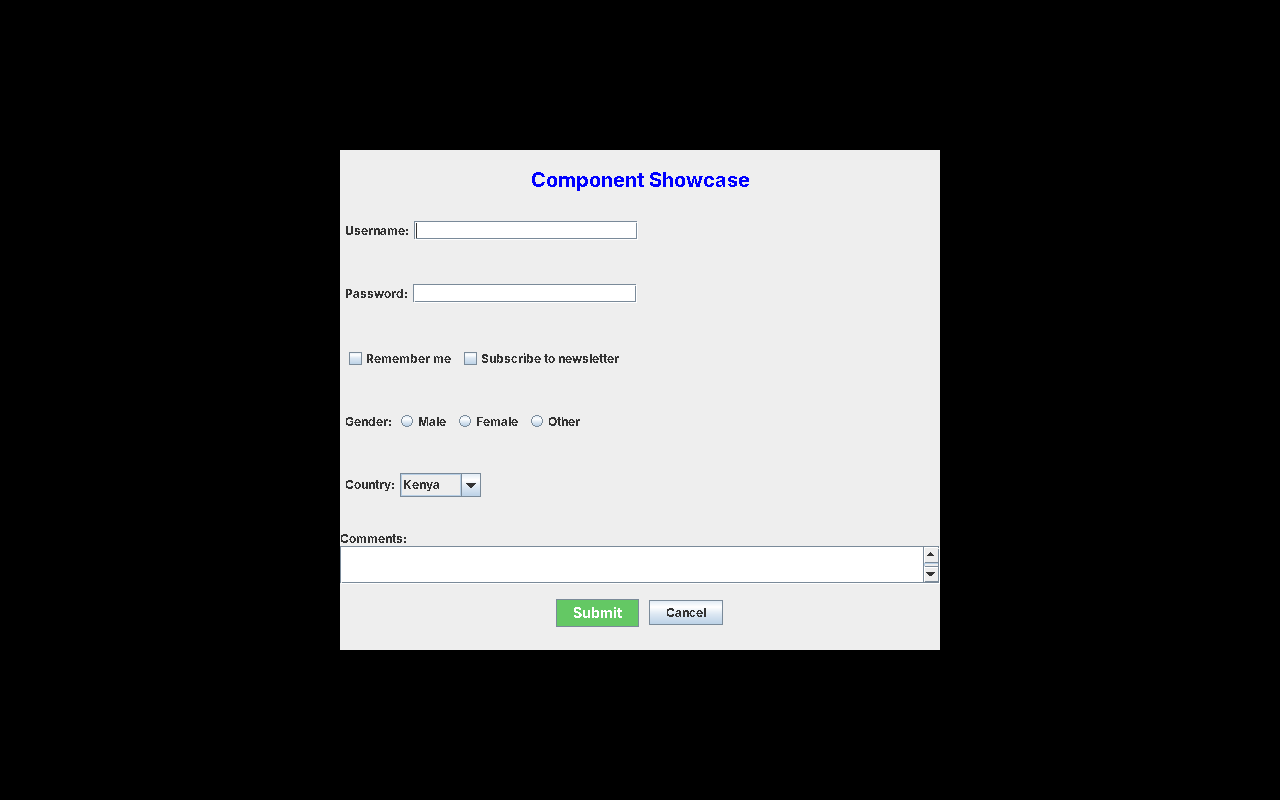 Component Showcase
Username:
Password:
Remember me Subscribe to newsletter
Gender: Male Female Other
Country: Kenya
Comments:
Submit Cancel